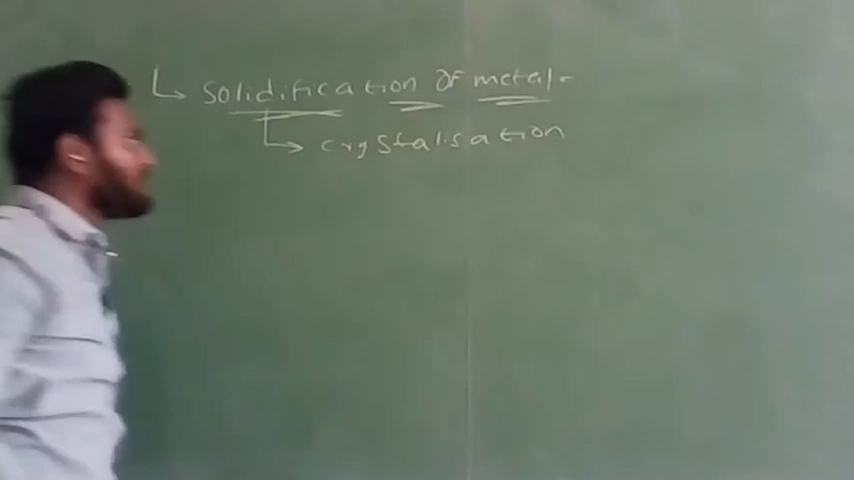 ↳ solidification of metal.
↳ crystalisation